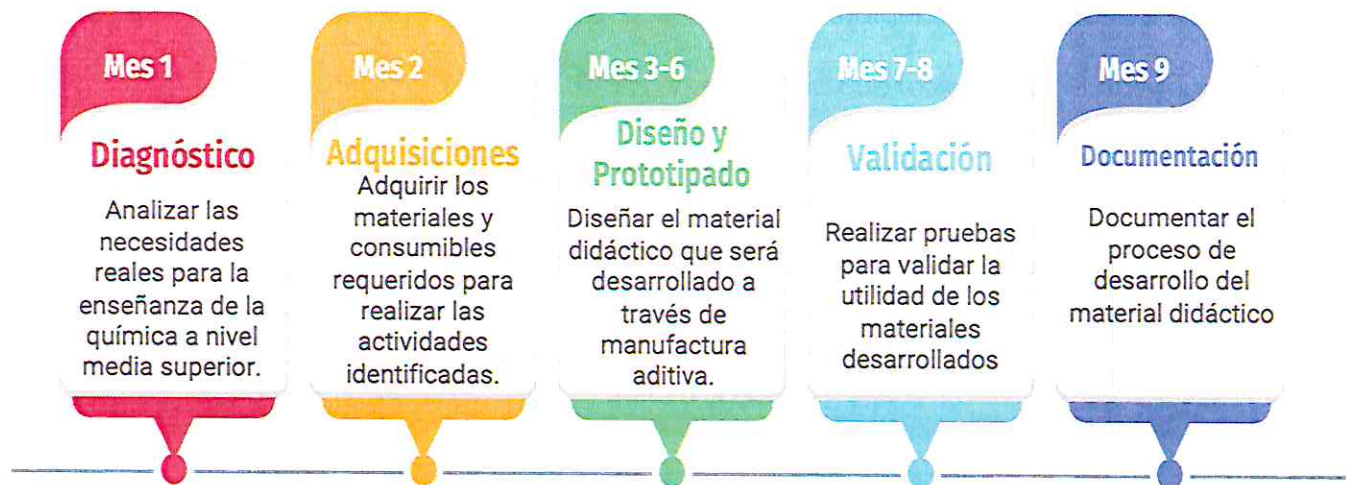 Mes 1
Diagnóstico
Analizar las
necesidades
reales para la
enseñanza de la
química a nivel
media superior.
Mes 2
Adquisiciones
Adquirir los
materiales y
consumibles
requeridos para
realizar las
actividades
identificadas.
Mes 3-6
Diseño y
Prototipado
Diseñar el material
didáctico que será
desarrollado a
través de
manufactura
aditiva.
Mes 7-8
Validación
Realizar pruebas
para validar la
utilidad de los
materiales
desarrollados
Mes 9
Documentación
Documentar el
proceso de
desarrollo del
material didáctico